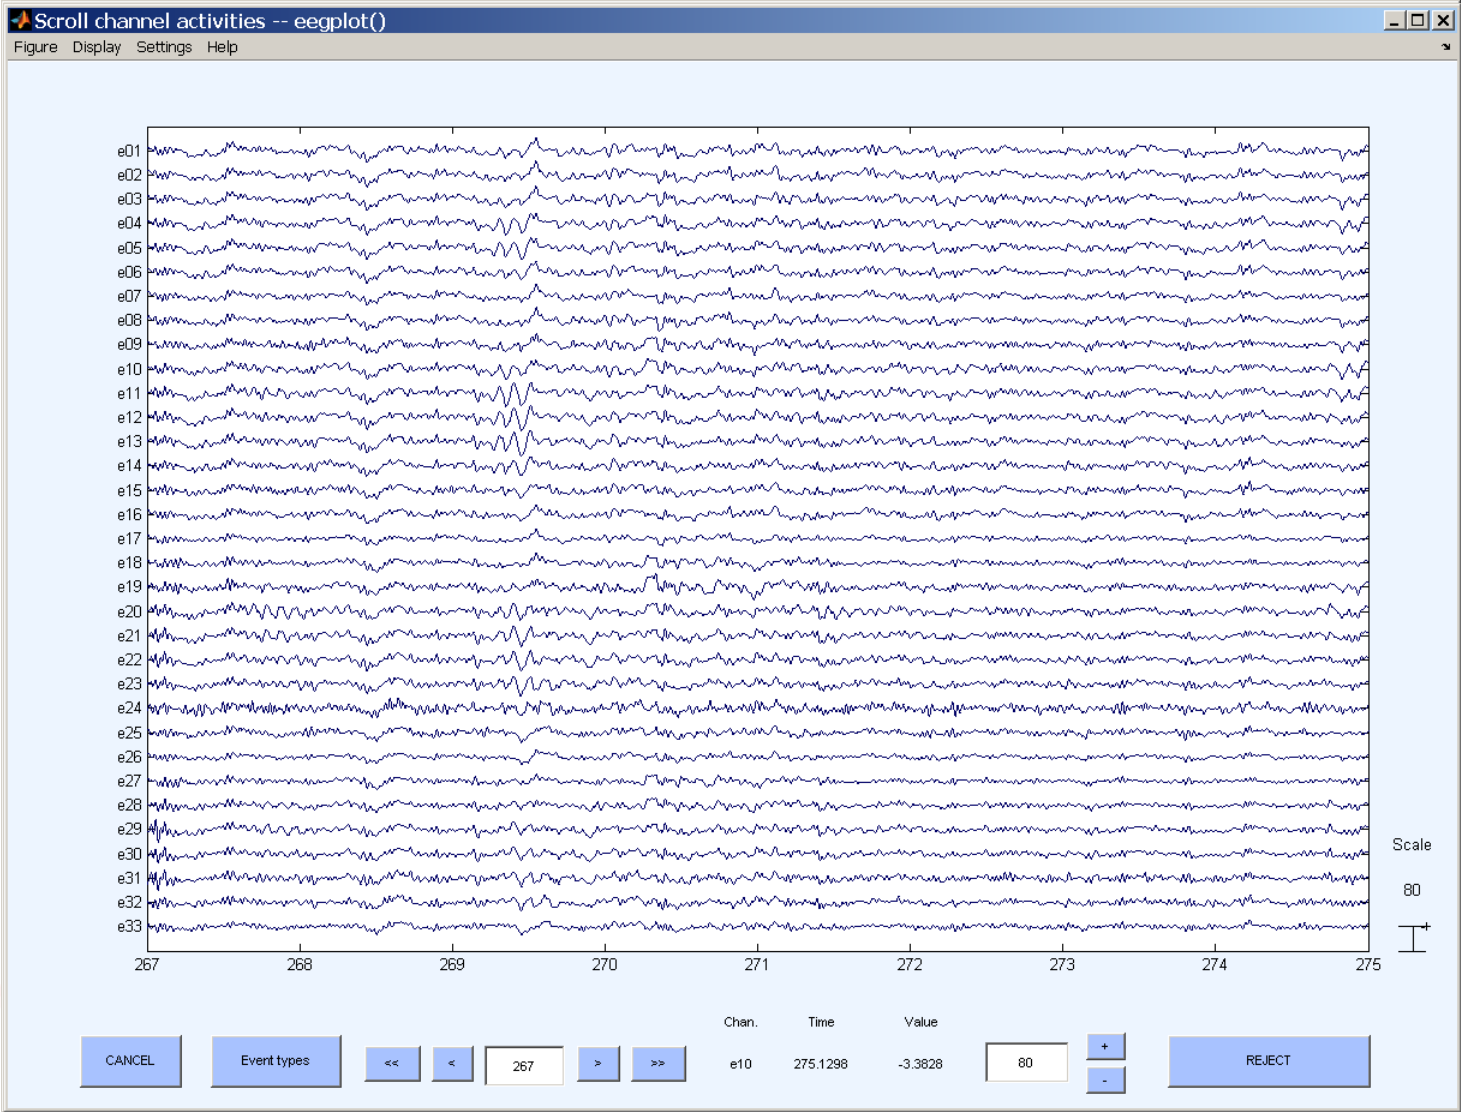 Scroll channel activities -- eegplot()
Figure Display Settings Help
e01
e02
e03
e04
e05
e06
e07
e08
e09
e10
e11
e12
e13
e14
e15
e16
e17
e18
e19
e20
e21
e22
e23
e24
e25
e26
e27
e28
e29
e30
e31
e32
e33
267 268 269 270 271 272 273 274 275
Scale
80
Chan. Time Value
CANCEL Event types << < 267 > >> e10 275.1298 -3.3828 80 + - REJECT